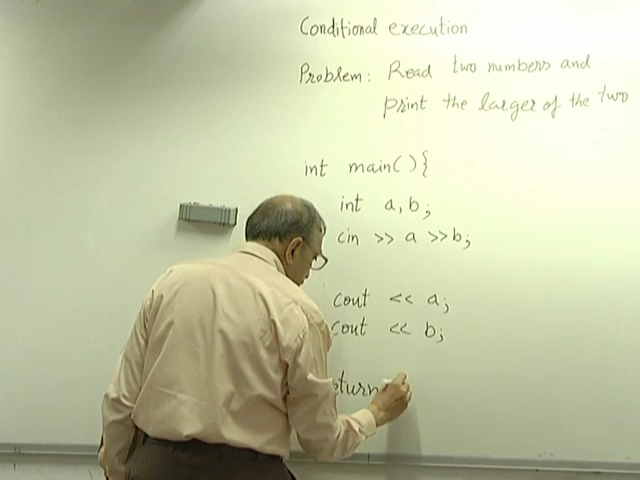 Conditional execution
Problem: Read two numbers and
print the larger of the two
int main(){
int a,b;
cin >> a >>b;
cout << a;
cout << b;
eturn